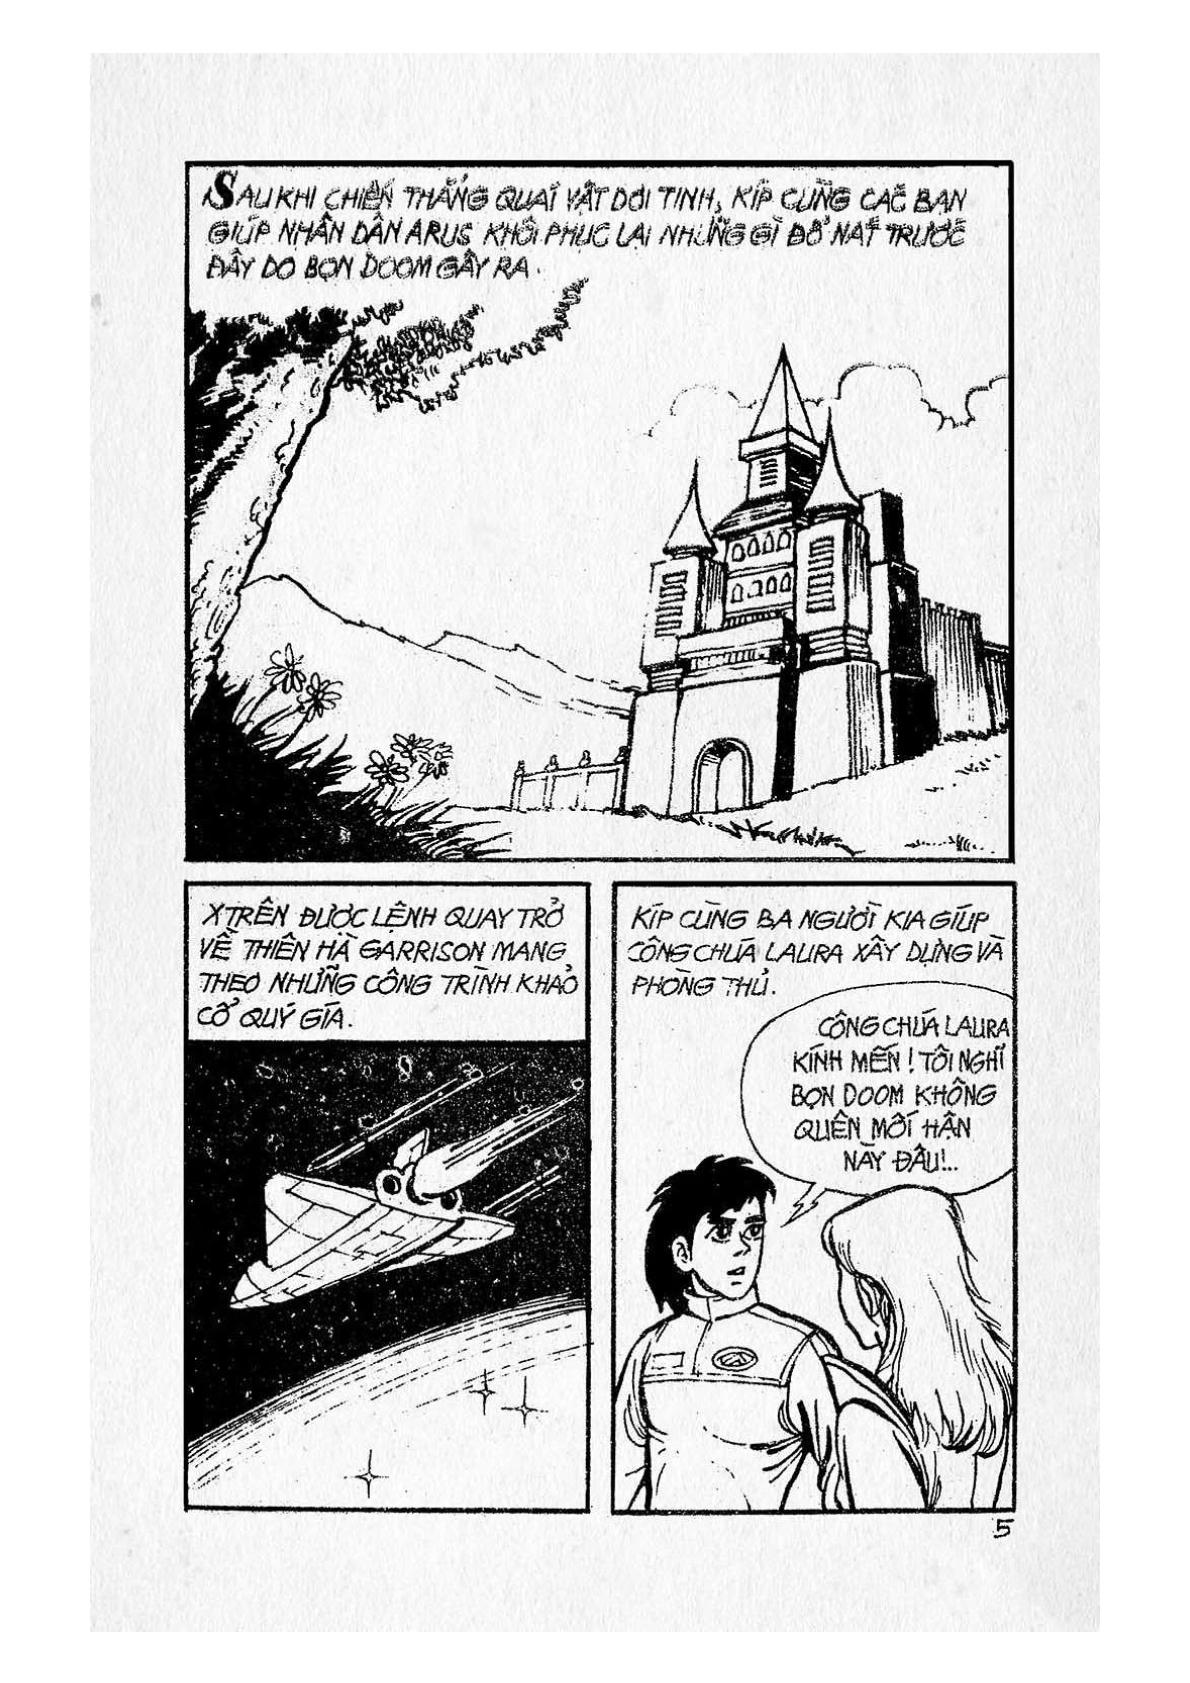 SAU KHI CHIẾN THẮNG QUAÍ VẬT DƠI TINH, KÍP CÙNG CÁC BẠN
GIÚP NHÂN DÂN ARUS KHÔI PHỤC LẠI NHỮNG GÌ ĐỔ NÁT TRƯỚC
ĐÂY DO BỌN DOOM GÂY RA.
XTRÊN ĐƯỢC LỆNH QUAY TRỞ
VỀ THIÊN HÀ GARRISON MANG
THEO NHỮNG CÔNG TRÌNH KHẢO
CỔ QUÝ GÍA.
KÍP CÙNG BA NGƯỜI KIA GIÚP
CÔNG CHÚA LAURA XÂY DỰNG VÀ
PHÒNG THỦ.
CÔNG CHÚA LAURA
KÍNH MẾN! TÔI NGHĨ
BỌN DOOM KHÔNG
QUÊN MỐI HẬN
NÀY ĐÂU!..
5